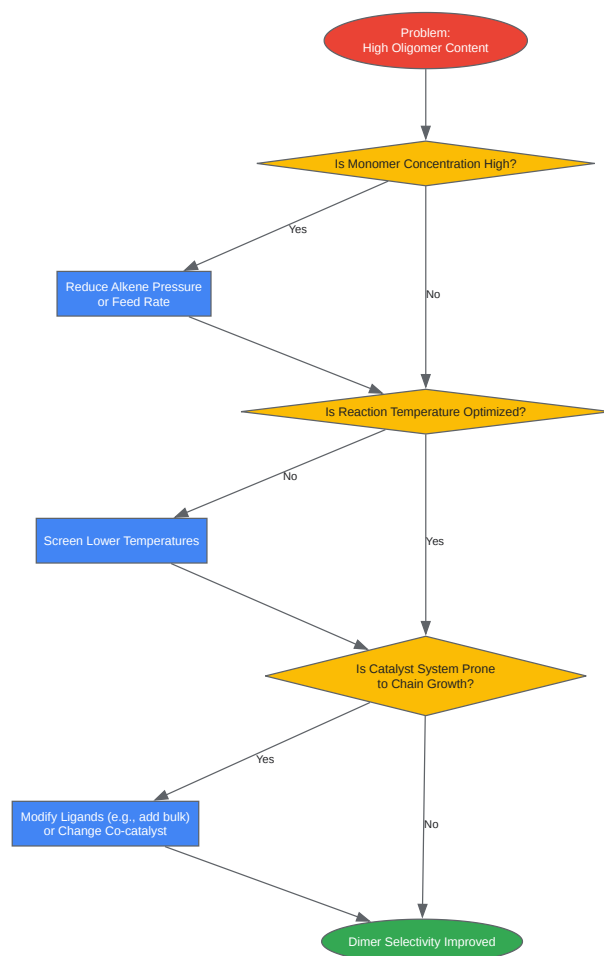 Problem:
High Oligomer Content
Is Monomer Concentration High?
Yes
Reduce Alkene Pressure
or Feed Rate
No
Is Reaction Temperature Optimized?
No
Screen Lower Temperatures
Yes
Is Catalyst System Prone
to Chain Growth?
Yes
Modify Ligands (e.g., add bulk)
or Change Co-catalyst
No
Dimer Selectivity Improved